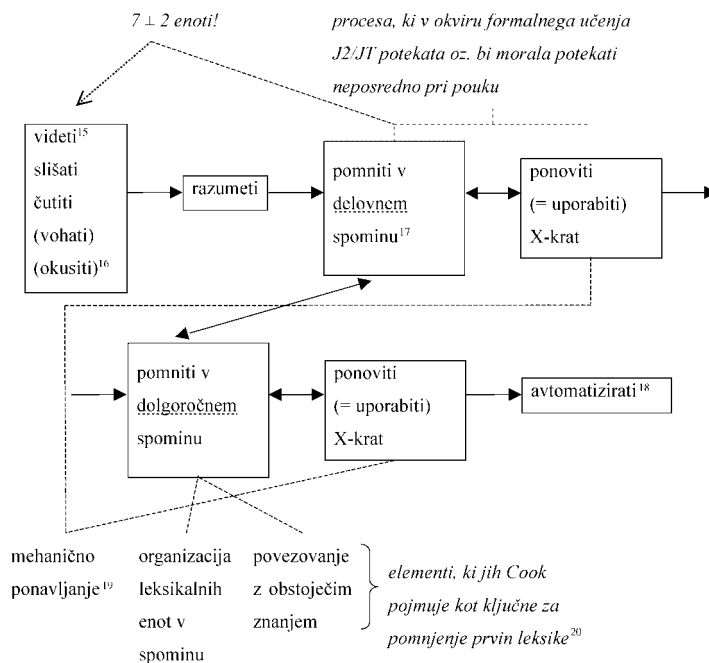 7 ± 2 enoti!
procesa, ki v okviru formalnega učenja
J2/JT potekata oz. bi morala potekati
neposredno pri pouku
videti¹⁵
slišati
čutiti
(vohati)
(okusiti)¹⁶
razumeti
pomniti v
delovnem
spominu¹⁷
ponoviti
(= uporabiti)
X-krat
pomniti v
dolgoročnem
spominu
ponoviti
(= uporabiti)
X-krat
avtomatizirati¹⁸
mehanično
ponavljanje¹⁹
organizacija
leksikalnih
enot v
spominu
povezovanje
z obstoječim
znanjem
elementi, ki jih Cook
pojmuje kot ključne za
pomnjenje prvin leksike²⁰